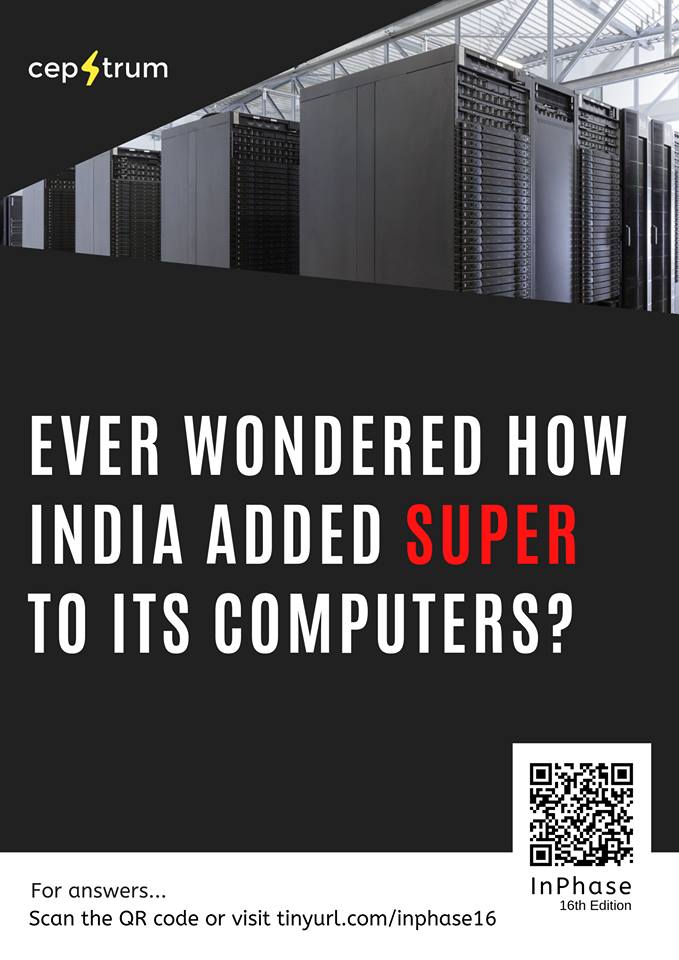 cepstrum
EVER WONDERED HOW
INDIA ADDED SUPER
TO ITS COMPUTERS?
InPhase
16th Edition
For answers...
Scan the QR code or visit tinyurl.com/inphase16